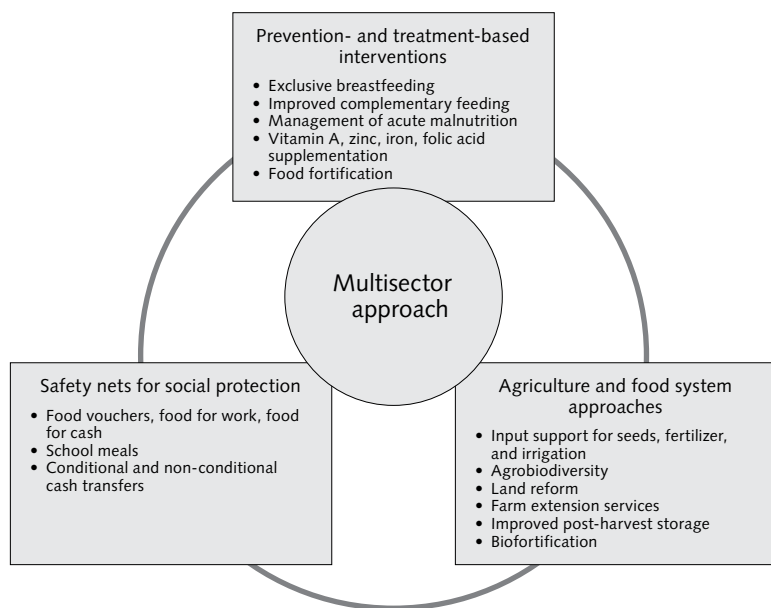 Prevention- and treatment-based
interventions
• Exclusive breastfeeding
• Improved complementary feeding
• Management of acute malnutrition
• Vitamin A, zinc, iron, folic acid
supplementation
• Food fortification
Multisector
approach
Safety nets for social protection
• Food vouchers, food for work, food
for cash
• School meals
• Conditional and non-conditional
cash transfers
Agriculture and food system
approaches
• Input support for seeds, fertilizer,
and irrigation
• Agrobiodiversity
• Land reform
• Farm extension services
• Improved post-harvest storage
• Biofortification